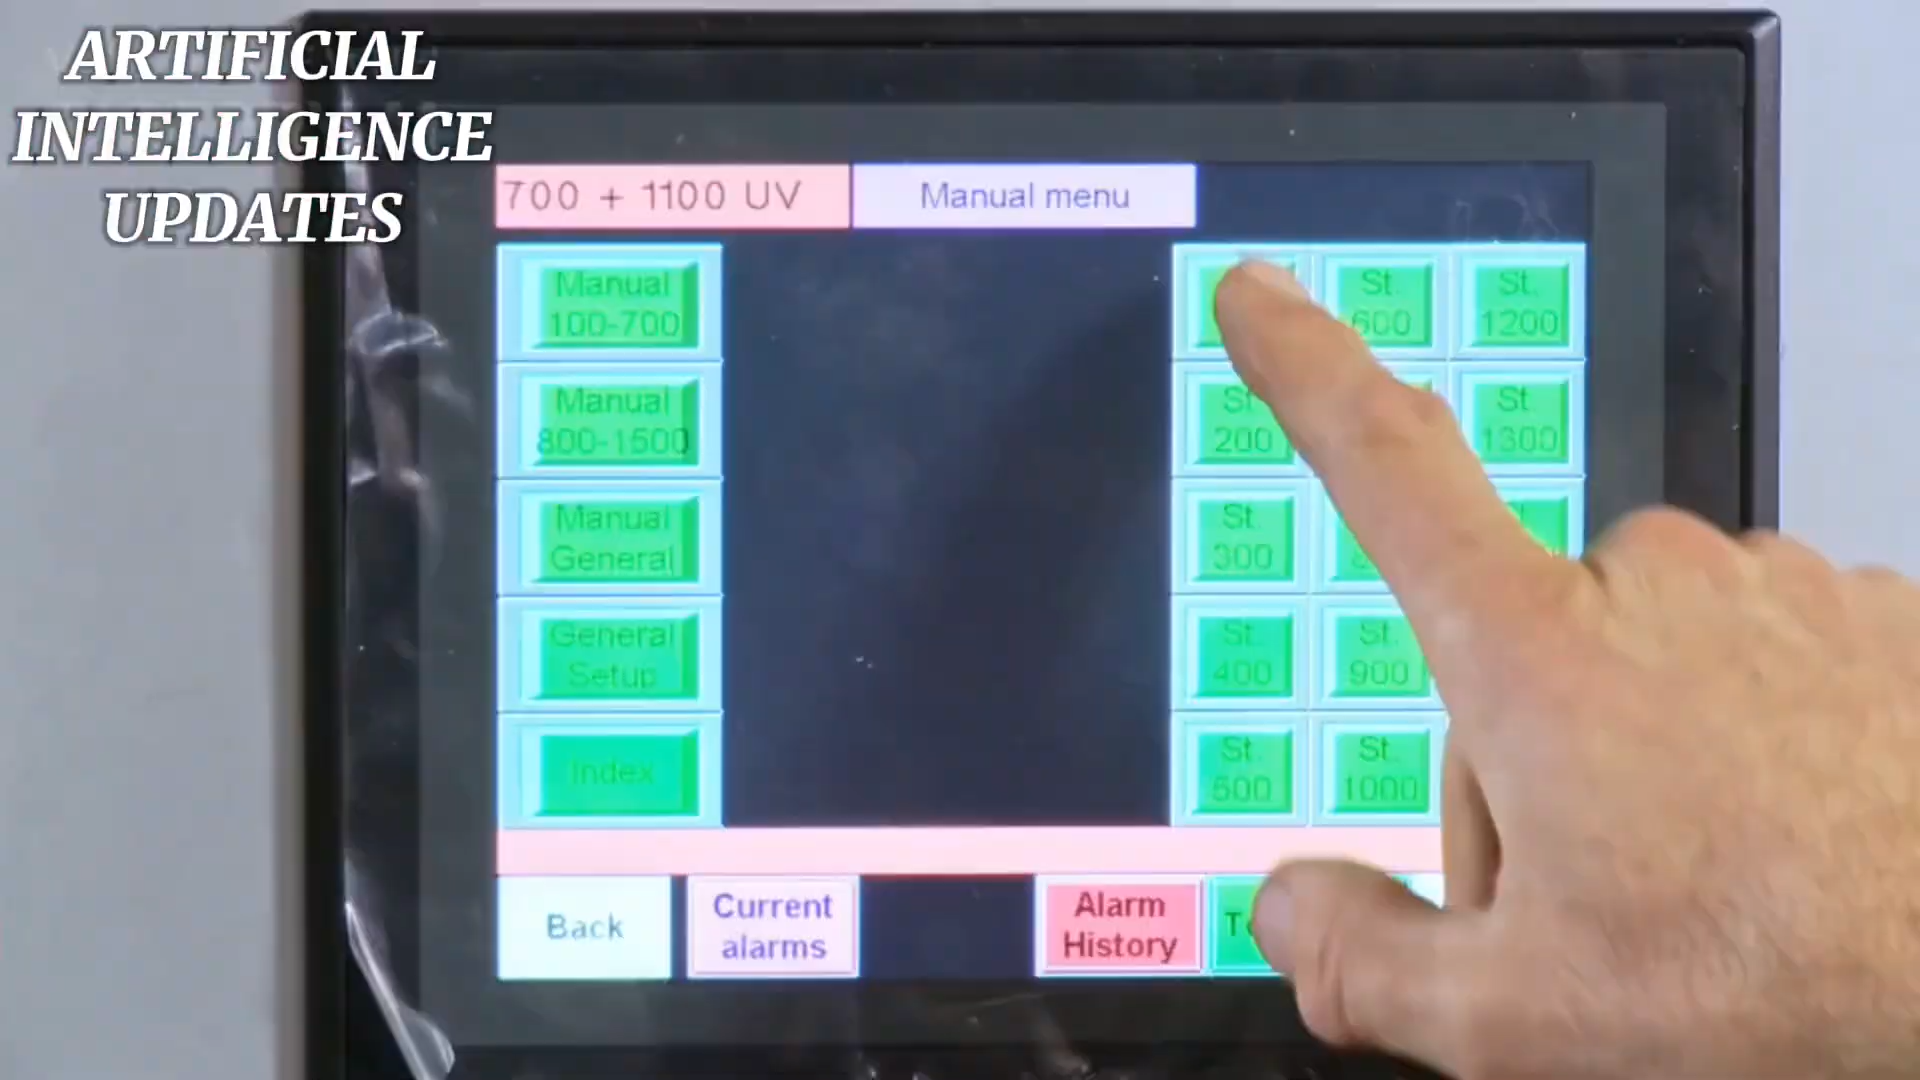 ARTIFICIAL
INTELLIGENCE
UPDATES
700 + 1100 UV
Manual menu
Manual
100-700
St.
600
St.
1200
Manual
800-1500
St.
200
St.
1300
Manual
General
St.
300
General
Setup
St.
400
St.
900
Index
St.
500
St.
1000
Back
Current
alarms
Alarm
History